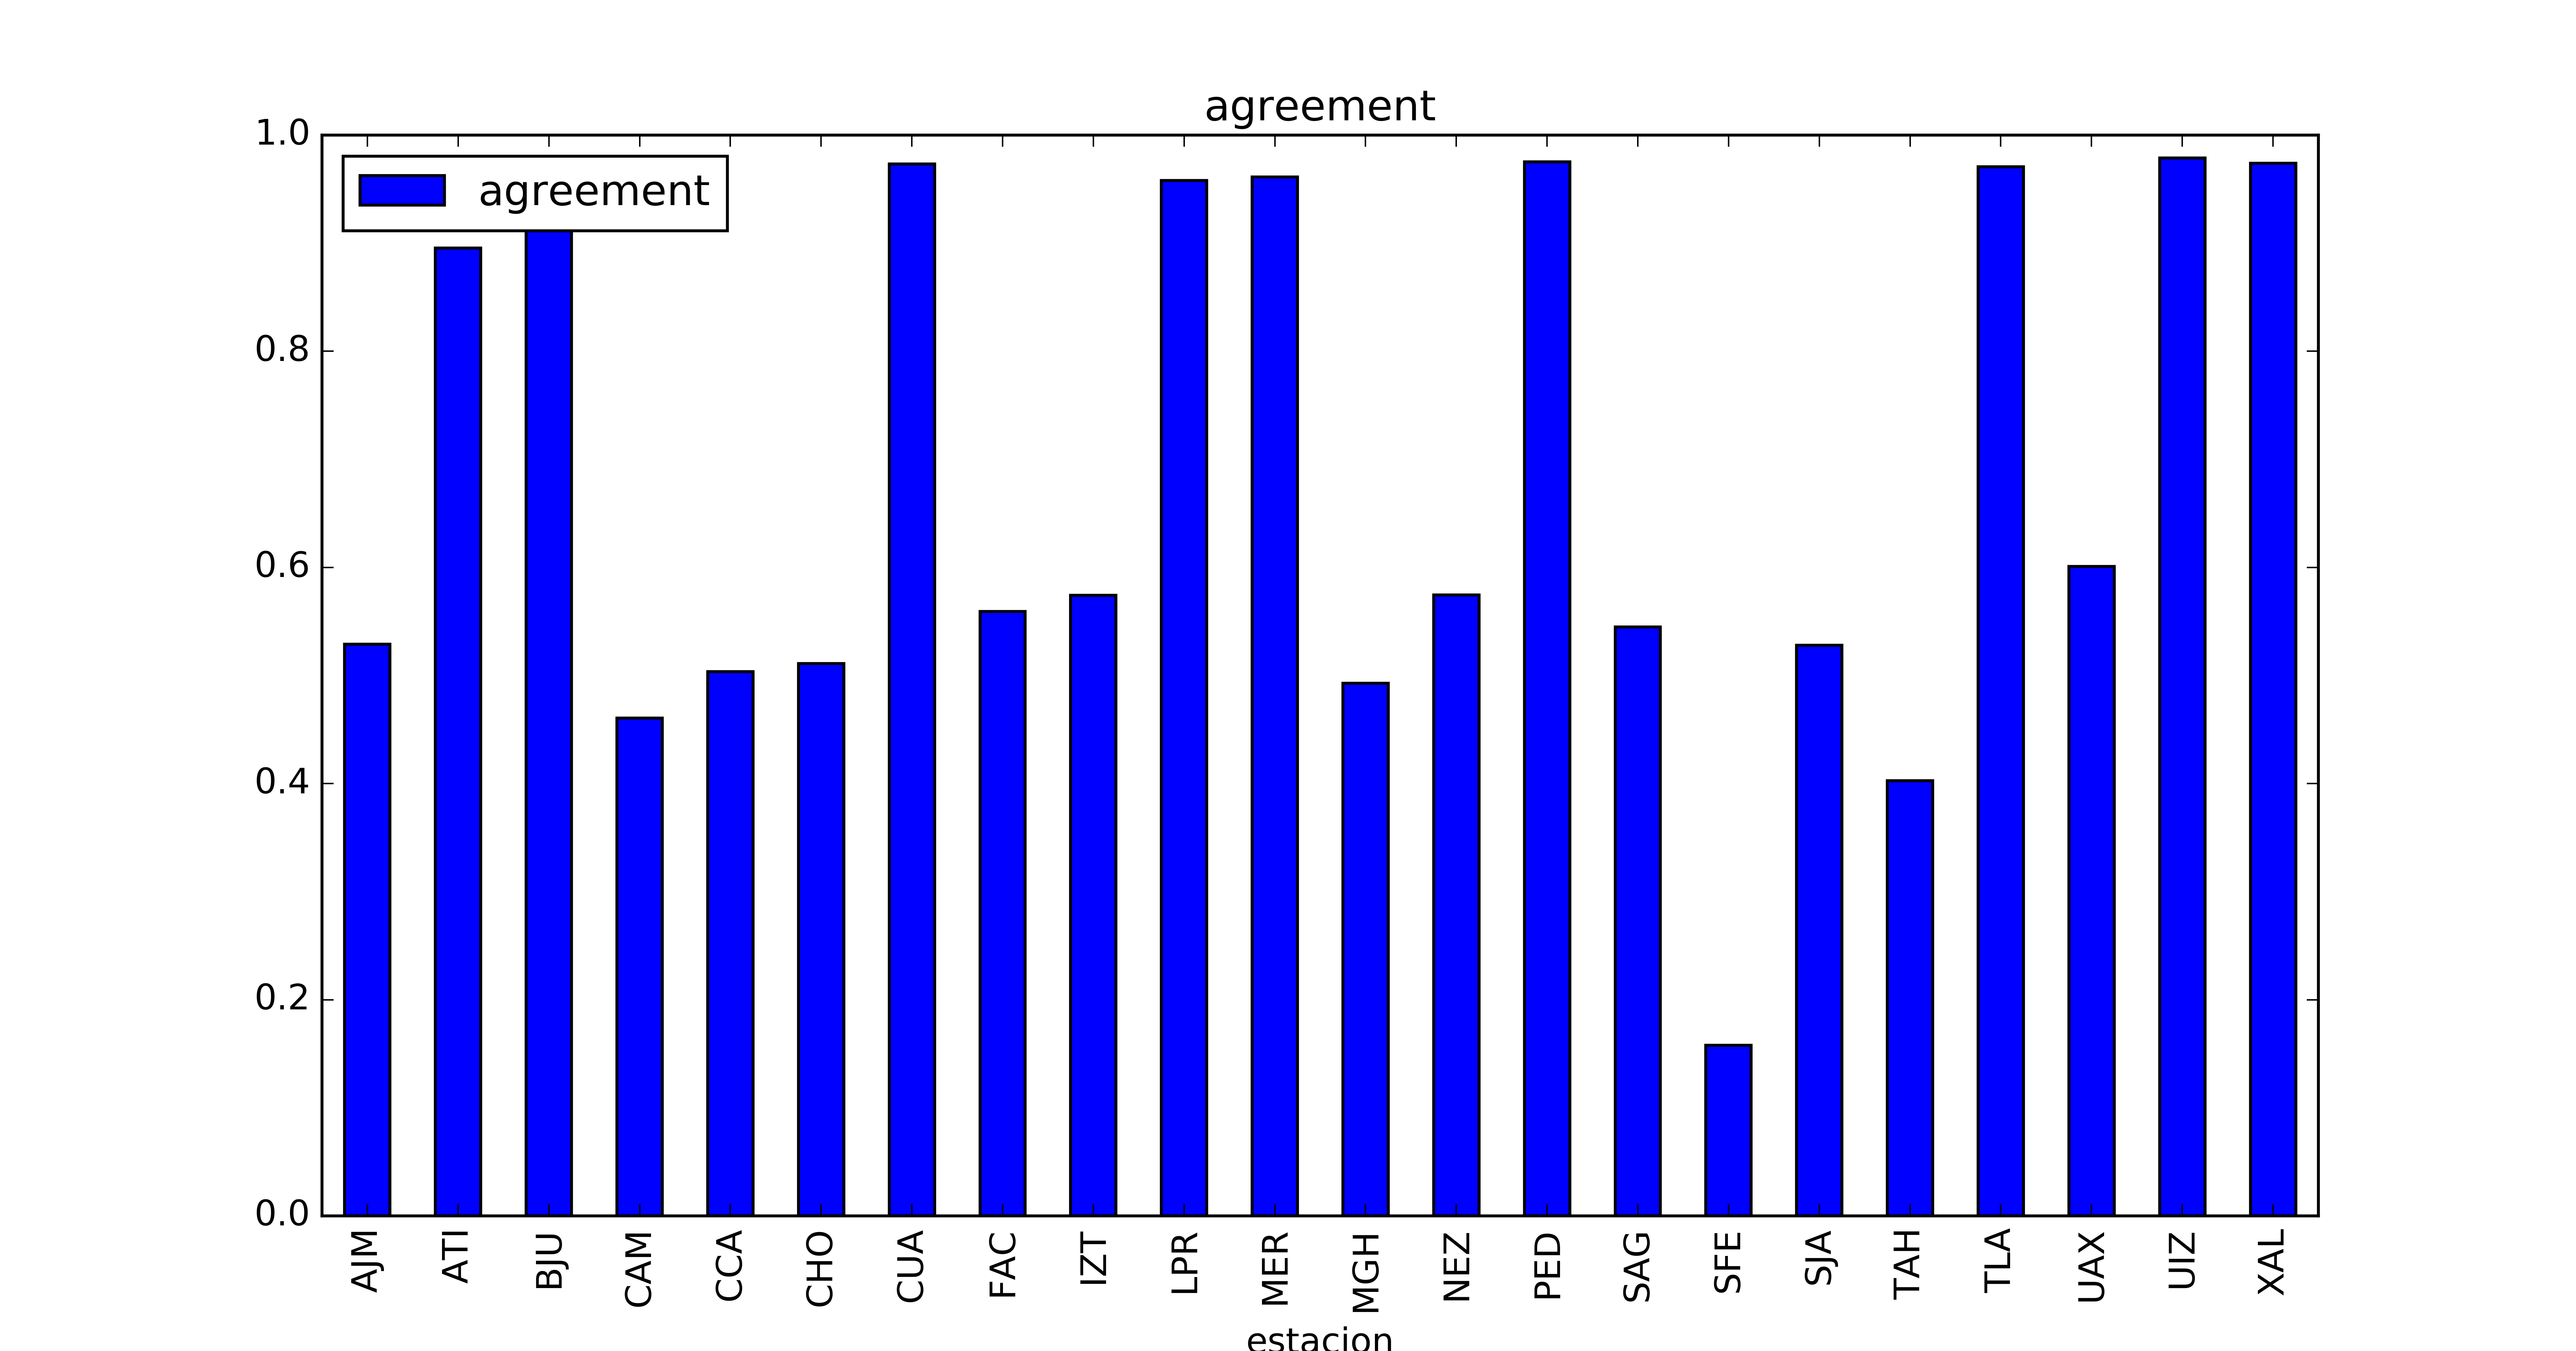 agreement
1.0
agreement
0.8
0.6
0.4
0.2
0.0
AJM ATI BJU CAM CCA CHO CUA FAC IZT LPR MER MGH NEZ PED SAG SFE SJA TAH TLA UAX UIZ XAL
estacion